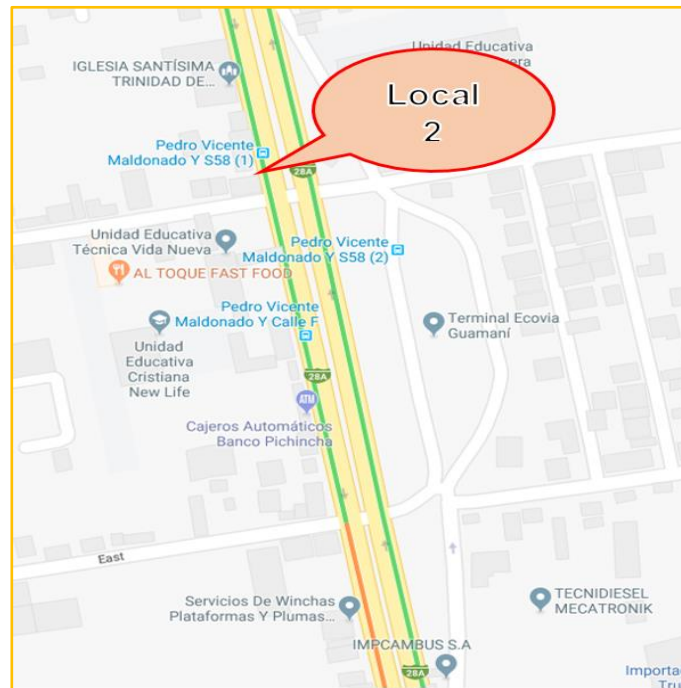 IGLESIA SANTÍSIMA
TRINIDAD DE...
Unidad Educativa
Local
2
Pedro Vicente
Maldonado Y S58 (1)
28A
Unidad Educativa
Técnica Vida Nueva
Pedro Vicente
Maldonado Y S58 (2)
AL TOQUE FAST FOOD
Pedro Vicente
Maldonado Y Calle F
Terminal Ecovia
Guamaní
Unidad
Educativa
Cristiana
New Life
28A
ATM
Cajeros Automáticos
Banco Pichincha
East
Servicios De Winchas
Plataformas Y Plumas...
TECNIDIESEL
MECATRONIK
IMPCAMBUS S.A
28A
Importa
Tru